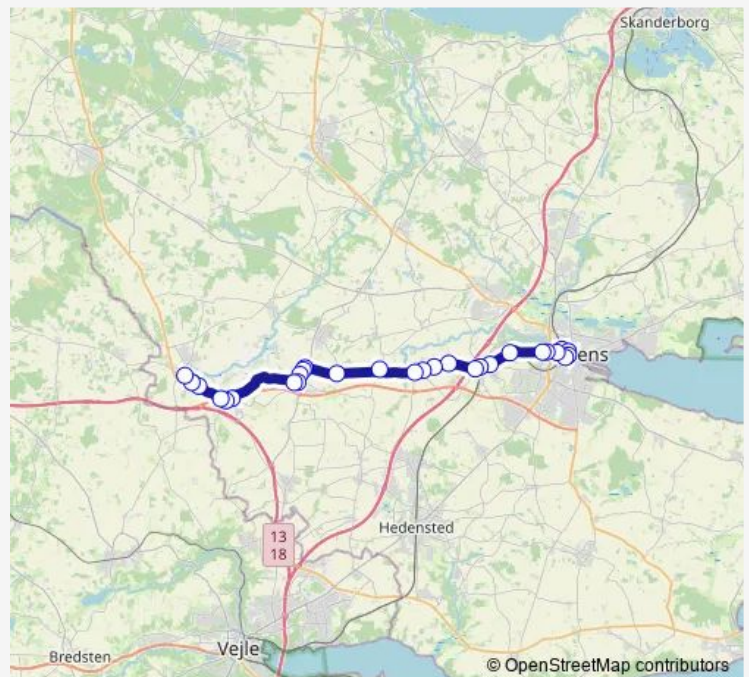 Skanderborg
ens
Hedensted
13
18
Vejle
Bredsten
© OpenStreetMap contributors